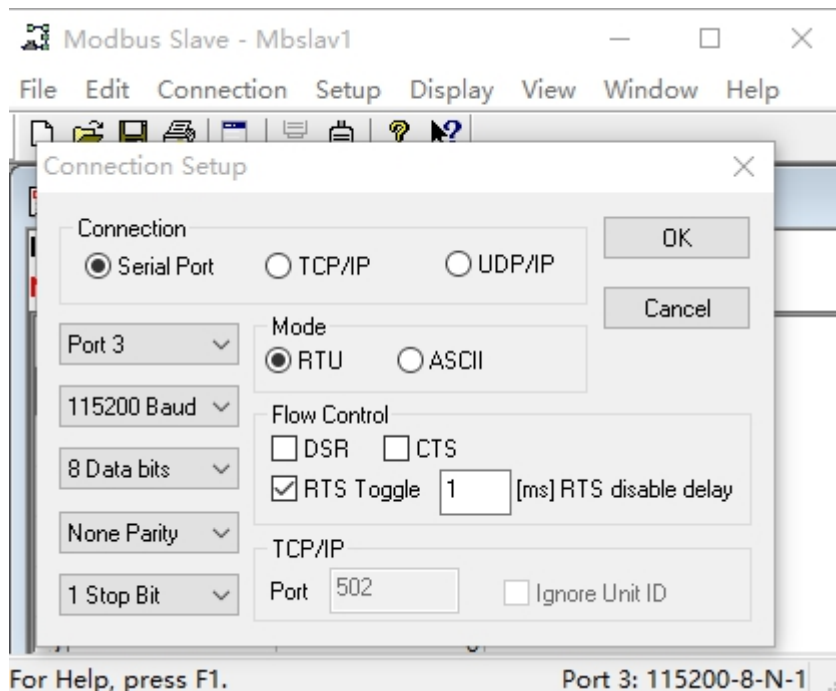 Modbus Slave - Mbslav1
File Edit Connection Setup Display View Window Help
Connection Setup
Connection
Serial Port TCP/IP UDP/IP
OK
Cancel
Port 3
115200 Baud
8 Data bits
None Parity
1 Stop Bit
Mode
RTU ASCII
Flow Control
DSR CTS
RTS Toggle 1 [ms] RTS disable delay
TCP/IP
Port 502 Ignore Unit ID
For Help, press F1. Port 3: 115200-8-N-1